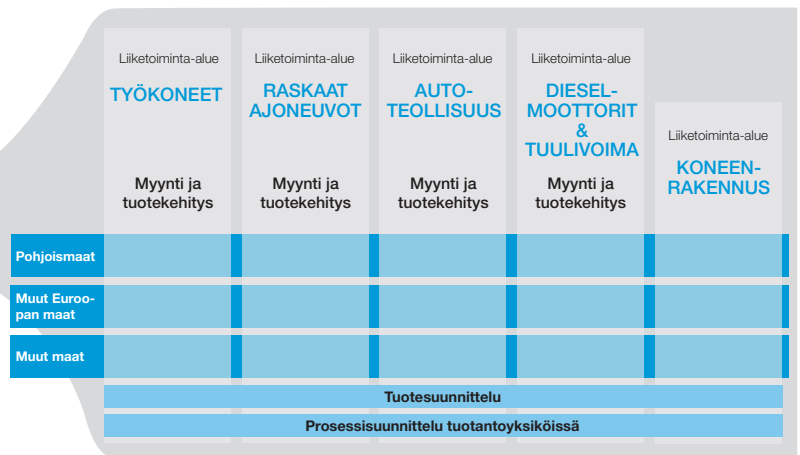 Liiketoiminta-alue
TYÖKONEET
Myynti ja
tuotekehitys
Liiketoiminta-alue
RASKAAT
AJONEUVOT
Myynti ja
tuotekehitys
Liiketoiminta-alue
AUTO-
TEOLLISUUS
Myynti ja
tuotekehitys
Liiketoiminta-alue
DIESEL-
MOOTTORIT
&
TUULIVOIMA
Myynti ja
tuotekehitys
Liiketoiminta-alue
KONEEN-
RAKENNUS
Pohjoismaat
Muut Euroo-
pan maat
Muut maat
Tuotesuunnittelu
Prosessisuunnittelu tuotantoyksiköissä